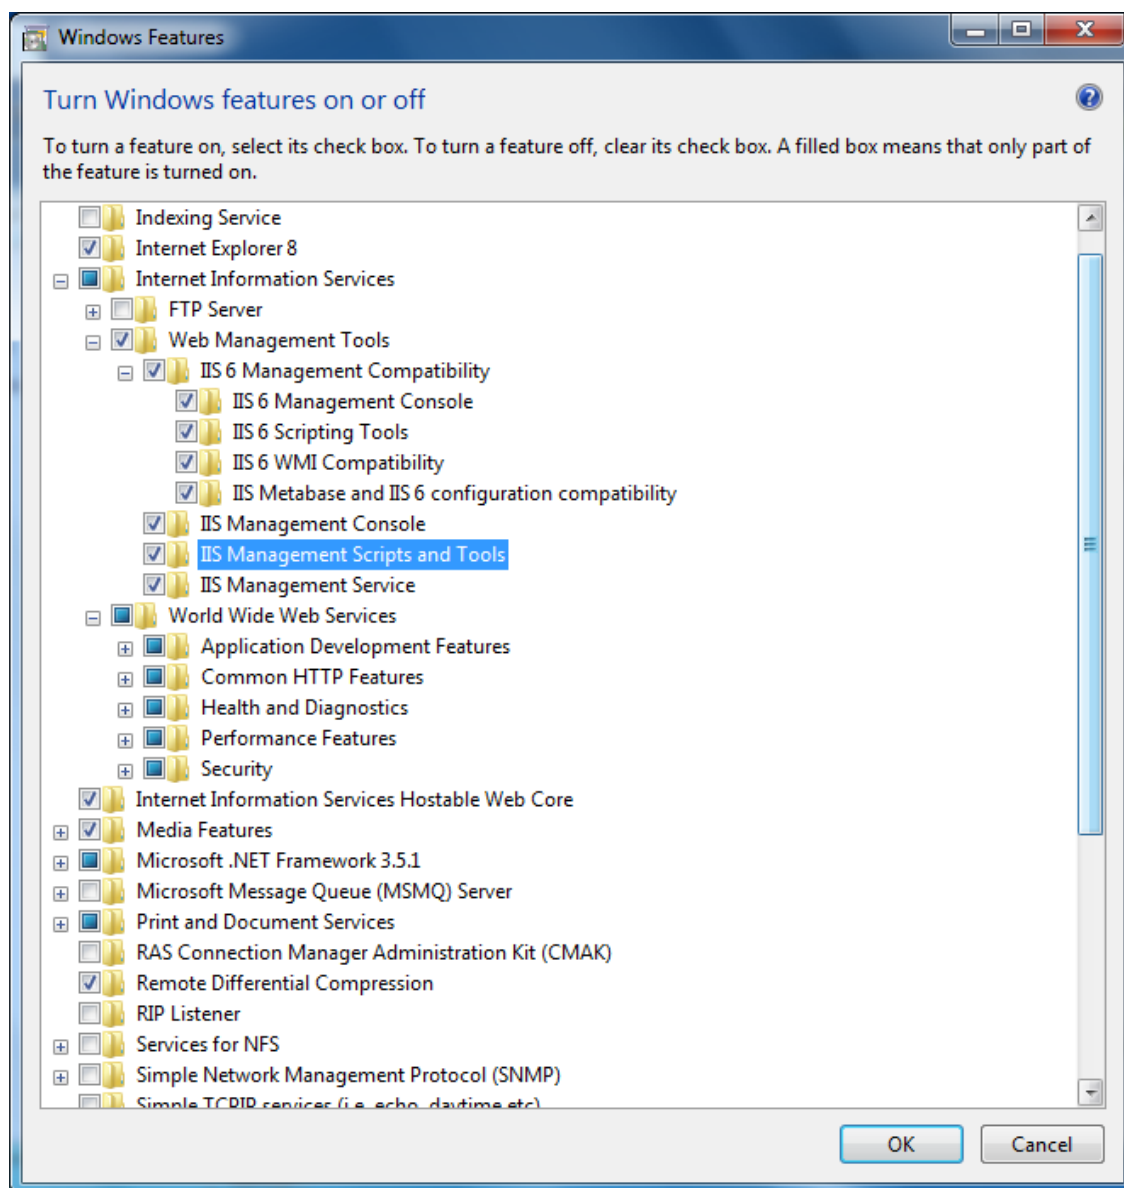 Windows Features
Turn Windows features on or off
To turn a feature on, select its check box. To turn a feature off, clear its check box. A filled box means that only part of
the feature is turned on.
Indexing Service
Internet Explorer 8
Internet Information Services
FTP Server
Web Management Tools
IIS 6 Management Compatibility
IIS 6 Management Console
IIS 6 Scripting Tools
IIS 6 WMI Compatibility
IIS Metabase and IIS 6 configuration compatibility
IIS Management Console
IIS Management Scripts and Tools
IIS Management Service
World Wide Web Services
Application Development Features
Common HTTP Features
Health and Diagnostics
Performance Features
Security
Internet Information Services Hostable Web Core
Media Features
Microsoft .NET Framework 3.5.1
Microsoft Message Queue (MSMQ) Server
Print and Document Services
RAS Connection Manager Administration Kit (CMAK)
Remote Differential Compression
RIP Listener
Services for NFS
Simple Network Management Protocol (SNMP)
Simple TCPIP services (i.e. echo, daytime etc)
OK Cancel